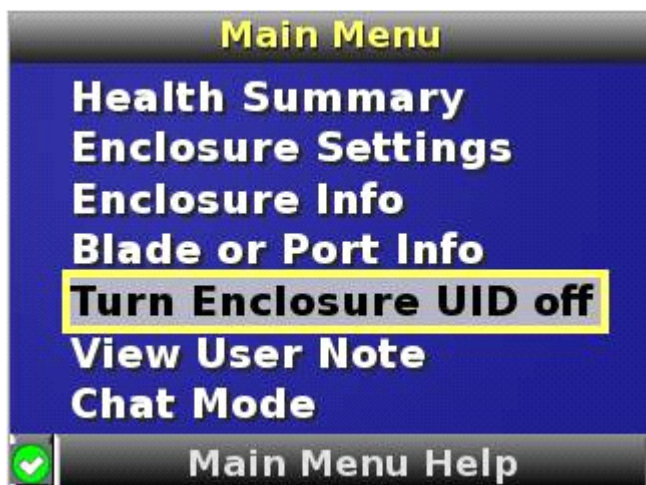 Main Menu
Health Summary
Enclosure Settings
Enclosure Info
Blade or Port Info
Turn Enclosure UID off
View User Note
Chat Mode
Main Menu Help